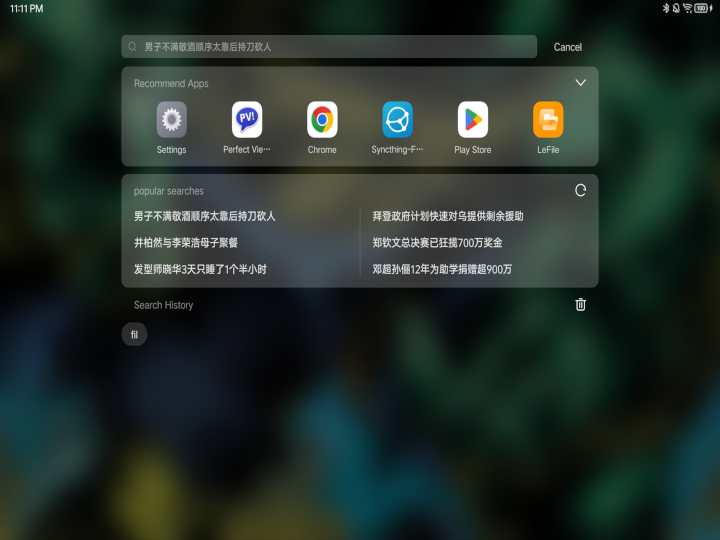 11:11 PM
100
男子不满敬酒顺序太靠后持刀砍人
Cancel
Recommend Apps
PV!
Settings
Perfect Vie···
Chrome
Syncthing-F···
Play Store
LeFile
popular searches
男子不满敬酒顺序太靠后持刀砍人
拜登政府计划快速对乌提供剩余援助
井柏然与李荣浩母子聚餐
郑钦文总决赛已狂揽700万奖金
发型师晓华3天只睡了1个半小时
邓超孙俪12年为助学捐赠超900万
Search History
fil